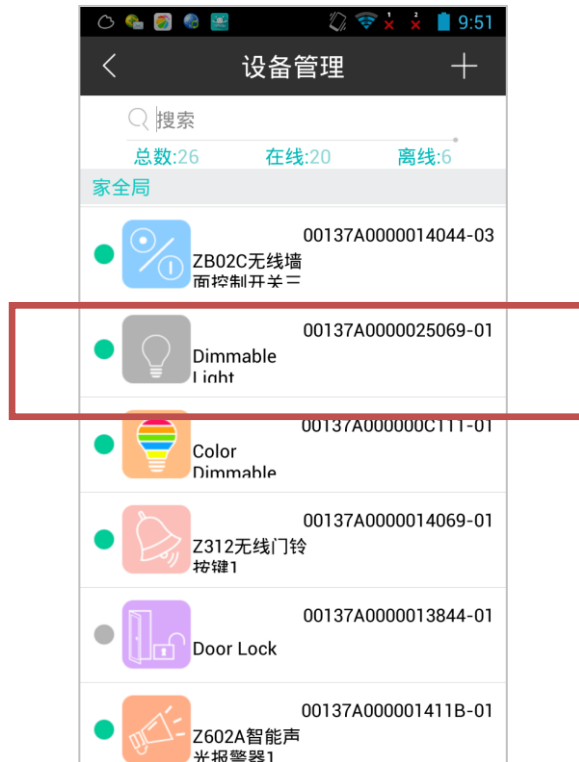 1 2 9:51
设备管理
搜索
总数:26 在线:20 离线:6
家全局
00137A0000014044-03
ZB02C无线墙
面控制开关三
00137A0000025069-01
Dimmable
Light
00137A000000C111-01
Color
Dimmable
00137A0000014069-01
Z312无线门铃
按键1
00137A0000013844-01
Door Lock
00137A000001411B-01
Z602A智能声
光报警器1